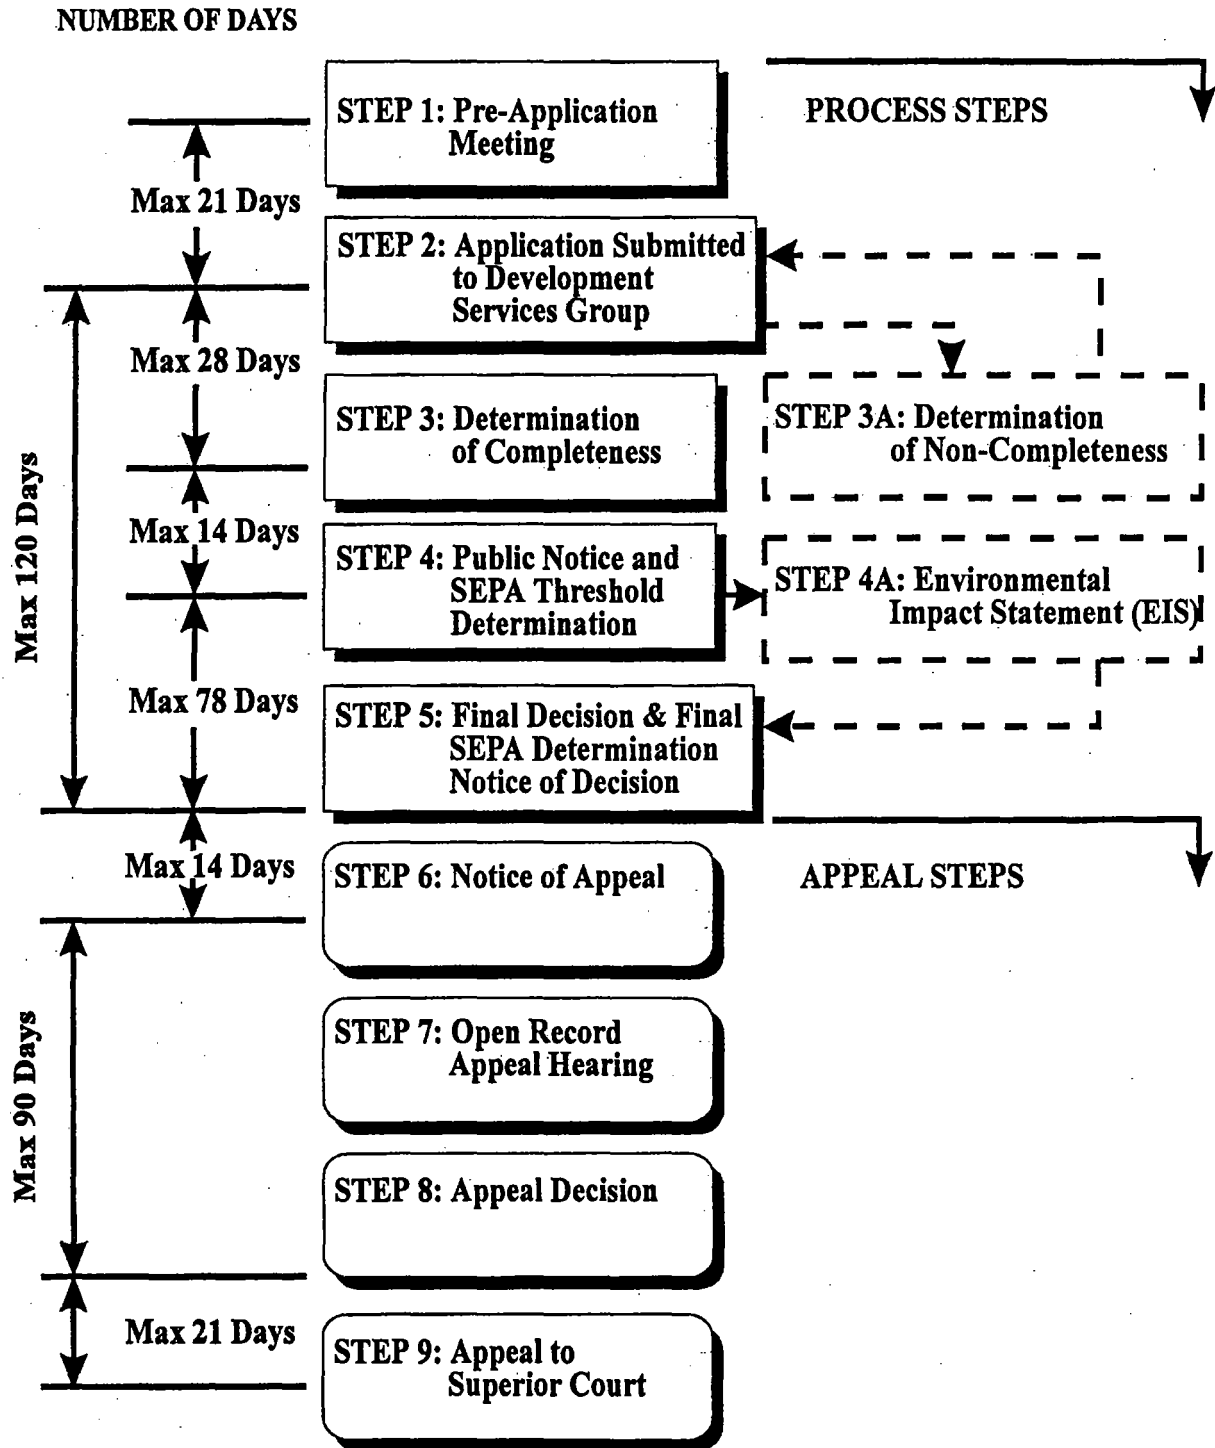 NUMBER OF DAYS
STEP 1: Pre-Application
Meeting
PROCESS STEPS
Max 21 Days
STEP 2: Application Submitted
to Development
Services Group
Max 28 Days
STEP 3: Determination
of Completeness
STEP 3A: Determination
of Non-Completeness
Max 120 Days
Max 14 Days
STEP 4: Public Notice and
SEPA Threshold
Determination
STEP 4A: Environmental
Impact Statement (EIS)
Max 78 Days
STEP 5: Final Decision & Final
SEPA Determination
Notice of Decision
Max 14 Days
STEP 6: Notice of Appeal
APPEAL STEPS
STEP 7: Open Record
Appeal Hearing
Max 90 Days
STEP 8: Appeal Decision
Max 21 Days
STEP 9: Appeal to
Superior Court